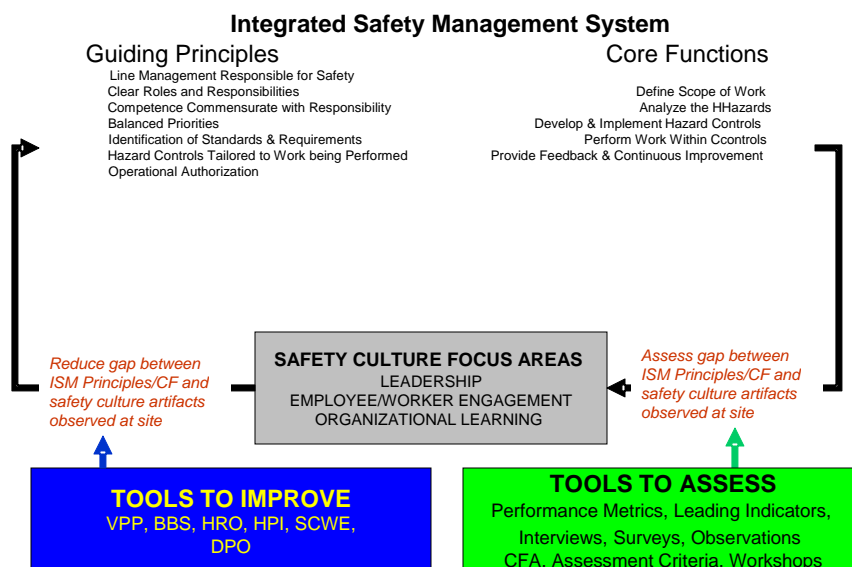 Integrated Safety Management System
Guiding Principles
Line Management Responsible for Safety
Clear Roles and Responsibilities
Competence Commensurate with Responsibility
Balanced Priorities
Identification of Standards & Requirements
Hazard Controls Tailored to Work being Performed
Operational Authorization
Core Functions
Define Scope of Work
Analyze the HHazards
Develop & Implement Hazard Controls
Perform Work Within Ccontrols
Provide Feedback & Continuous Improvement
Reduce gap between
ISM Principles/CF and
safety culture artifacts
observed at site
SAFETY CULTURE FOCUS AREAS
LEADERSHIP
EMPLOYEE/WORKER ENGAGEMENT
ORGANIZATIONAL LEARNING
Assess gap between
ISM Principles/CF and
safety culture artifacts
observed at site
TOOLS TO IMPROVE
VPP, BBS, HRO, HPI, SCWE,
DPO
TOOLS TO ASSESS
Performance Metrics, Leading Indicators,
Interviews, Surveys, Observations
CFA, Assessment Criteria, Workshops